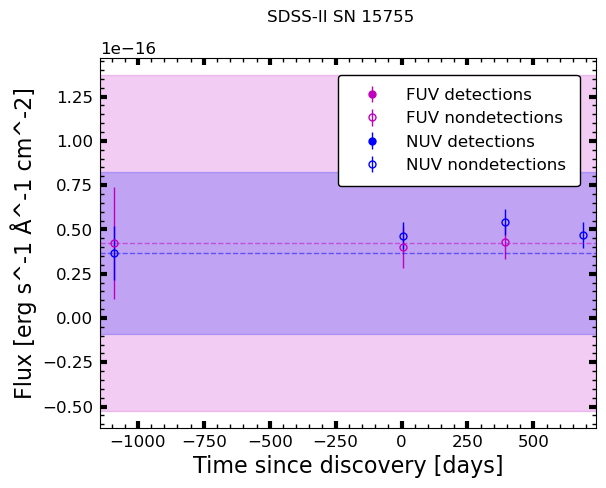 SDSS-II SN 15755
1e−16
FUV detections
FUV nondetections
NUV detections
NUV nondetections
1.25
1.00
0.75
0.50
0.25
0.00
−0.25
−0.50
Flux [erg s^-1 Å^-1 cm^-2]
−1000 −750 −500 −250 0 250 500
Time since discovery [days]